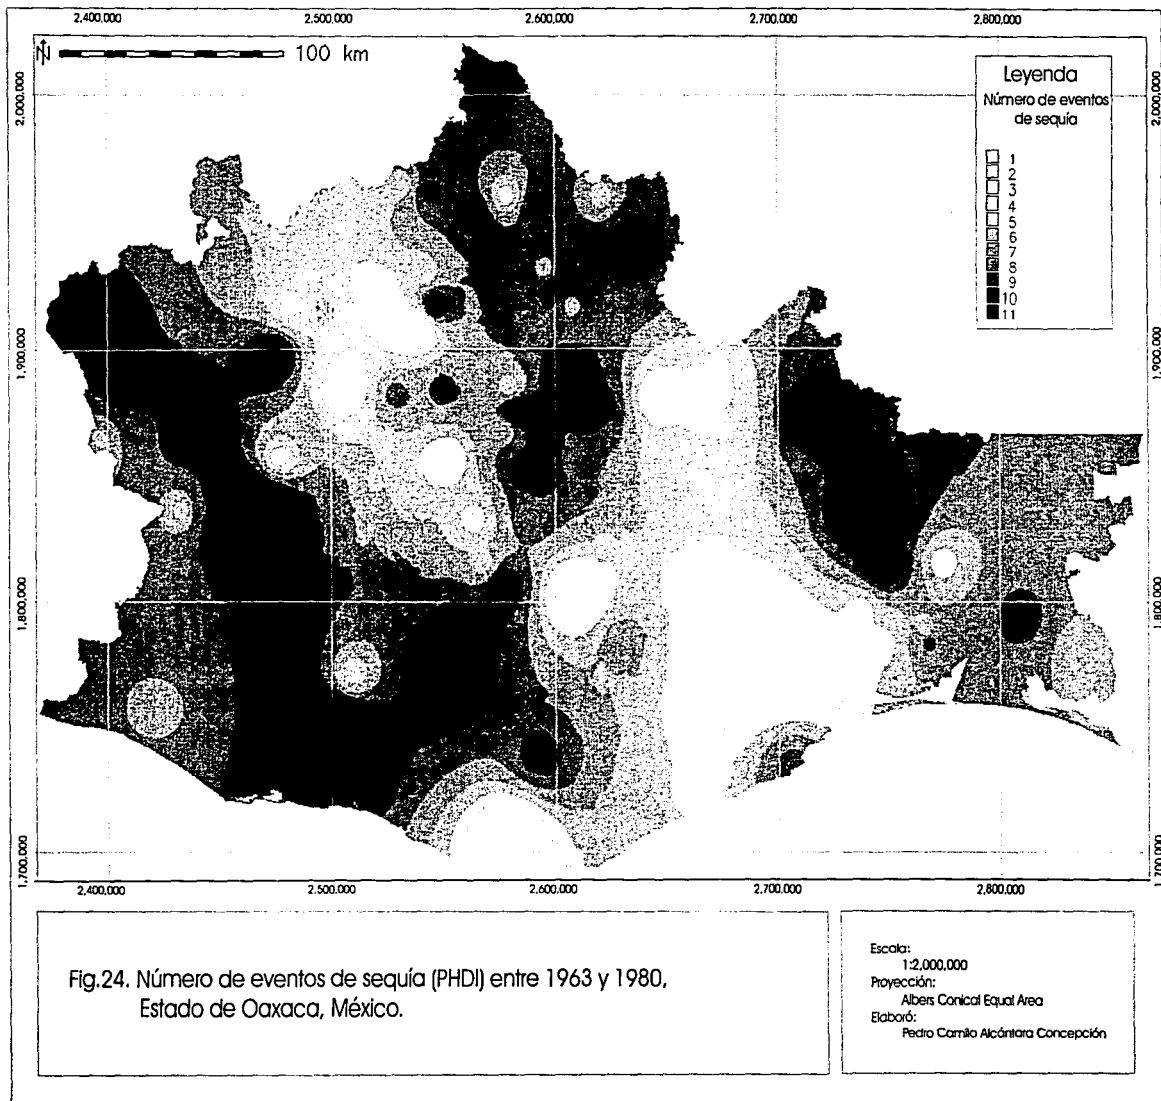 2,400,000 2,500,000 2,600,000 2,700,000 2,800,000
N 100 km
2,000,000 2,000,000
1,900,000 1,900,000
1,800,000 1,800,000
1,700,000 1,700,000
Leyenda
Número de eventos
de sequía
1
2
3
4
5
6
7
8
9
10
11
2,400,000 2,500,000 2,600,000 2,700,000 2,800,000
Fig.24. Número de eventos de sequía (PHDI) entre 1963 y 1980,
Estado de Oaxaca, México.
Escala:
1:2,000,000
Proyección:
Albers Conical Equal Area
Elaboró:
Pedro Camilo Alcántara Concepción